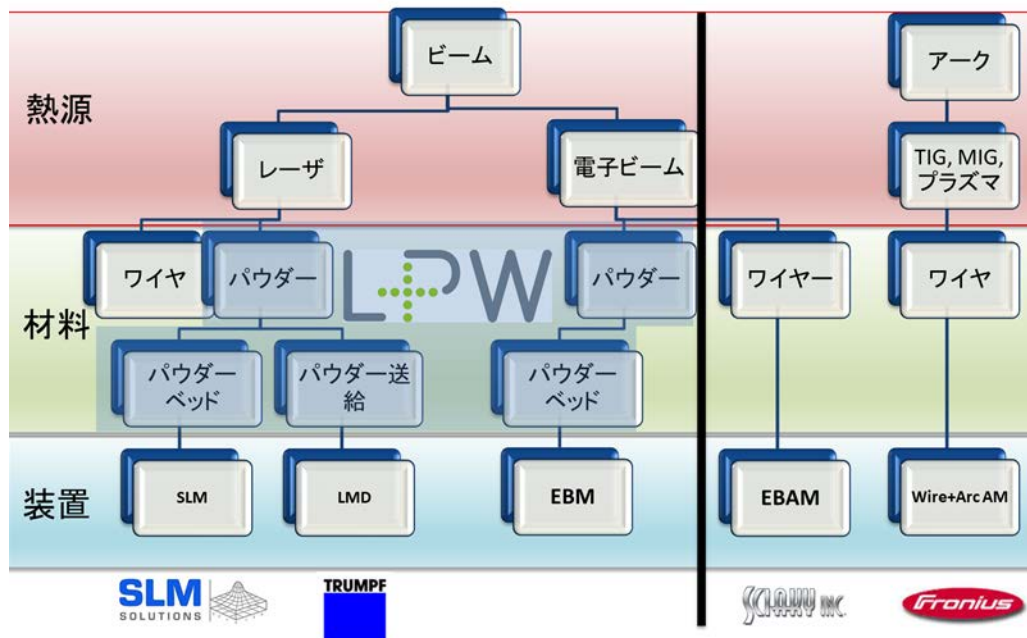 ビーム
アーク
熱源
レーザ
電子ビーム
TIG, MIG,
プラズマ
ワイヤ
パウダー
LPW
パウダー
ワイヤー
ワイヤ
材料
パウダー
ベッド
パウダー送
給
パウダー
ベッド
装置
SLM
LMD
EBM
EBAM
Wire+Arc AM
SLM
SOLUTIONS
TRUMPF
SCIAKY INC.
Fronius